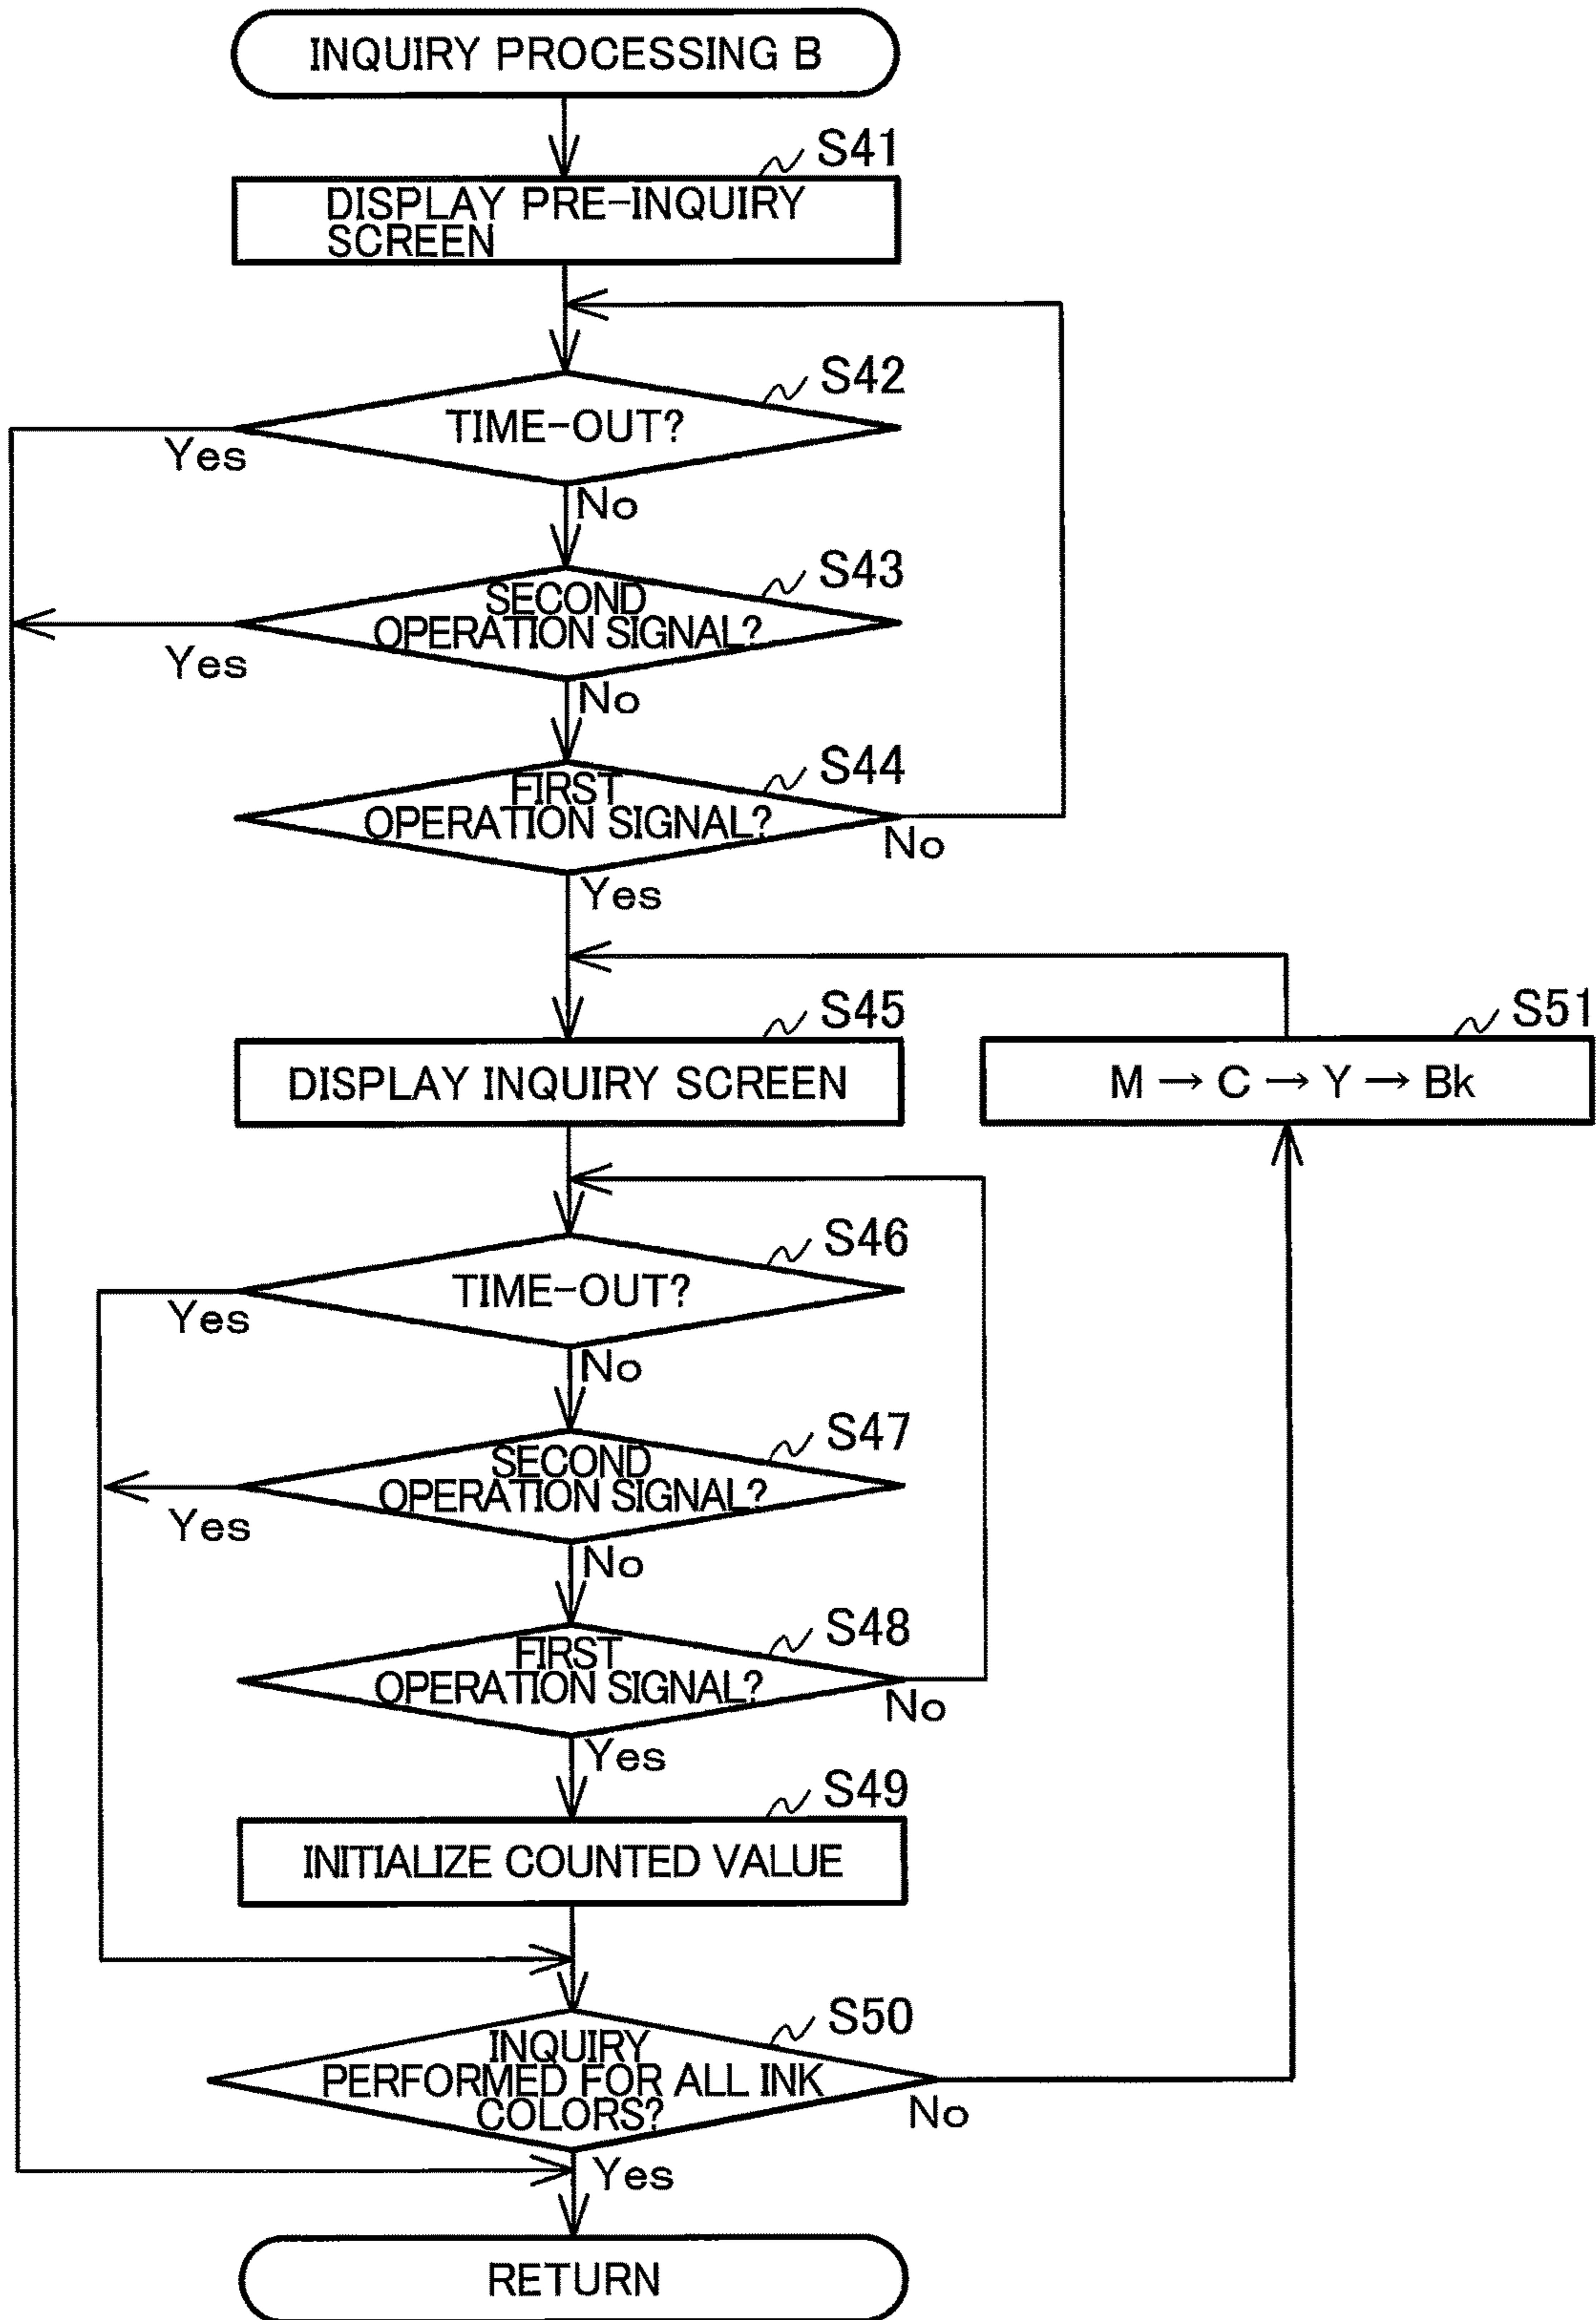 INQUIRY PROCESSING B
S41
DISPLAY PRE-INQUIRY
SCREEN
S42
TIME-OUT?
Yes
No
S43
SECOND
OPERATION SIGNAL?
Yes
No
S44
FIRST
OPERATION SIGNAL?
No
Yes
S45
DISPLAY INQUIRY SCREEN
S51
M → C → Y → Bk
S46
TIME-OUT?
Yes
No
S47
SECOND
OPERATION SIGNAL?
Yes
No
S48
FIRST
OPERATION SIGNAL?
No
Yes
S49
INITIALIZE COUNTED VALUE
S50
INQUIRY
PERFORMED FOR ALL INK
COLORS?
No
Yes
RETURN